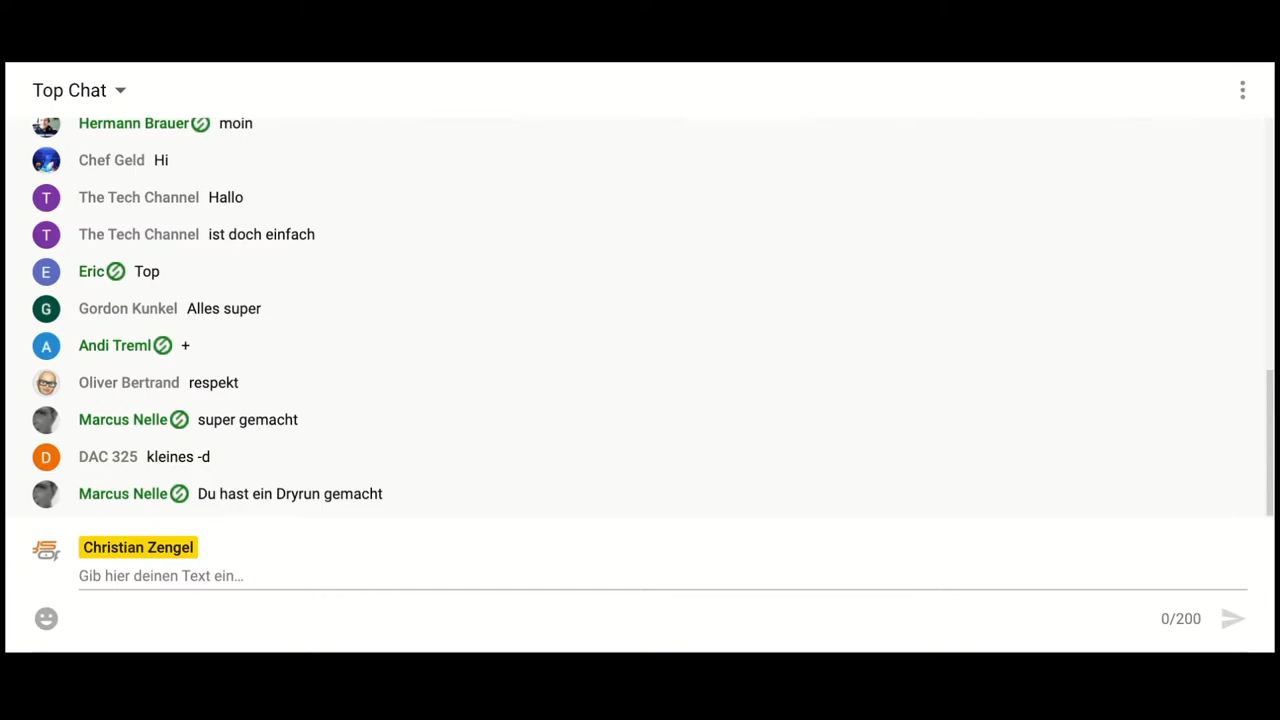 Top Chat
Hermann Brauer moin
Chef Geld Hi
T The Tech Channel Hallo
T The Tech Channel ist doch einfach
E Eric Top
G Gordon Kunkel Alles super
A Andi Treml +
Oliver Bertrand respekt
Marcus Nelle super gemacht
D DAC 325 kleines -d
Marcus Nelle Du hast ein Dryrun gemacht
Christian Zengel
Gib hier deinen Text ein...
0/200